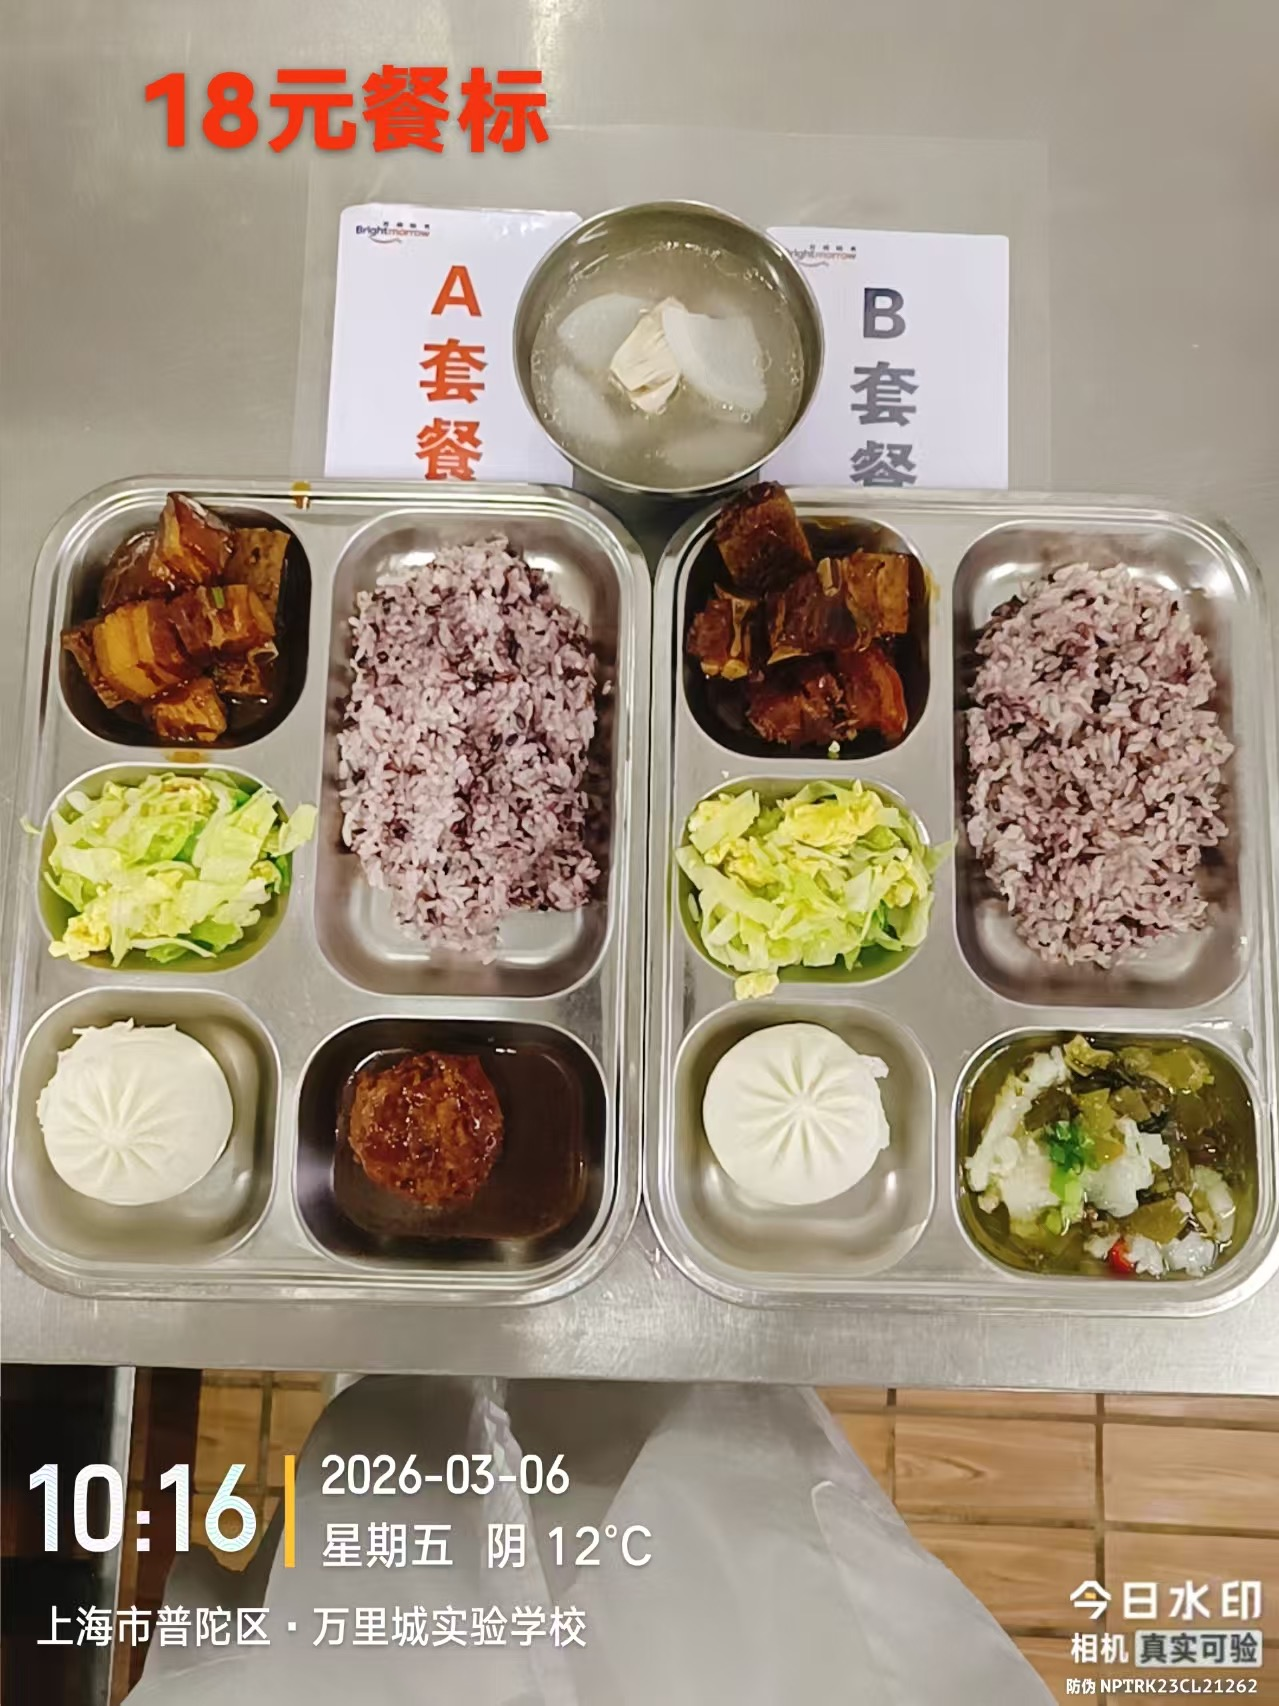 18元餐标
Brightmorrow
A
套
餐
Brightmorrow
B
套
餐
10:16
2026-03-06
星期五 阴 12°C
上海市普陀区·万里城实验学校
今日水印
相机 真实可验
防伪 NPTRK23CL21262